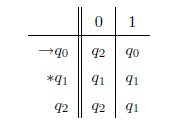 0 1
→q₀ q₂ q₀
*q₁ q₁ q₁
q₂ q₂ q₁